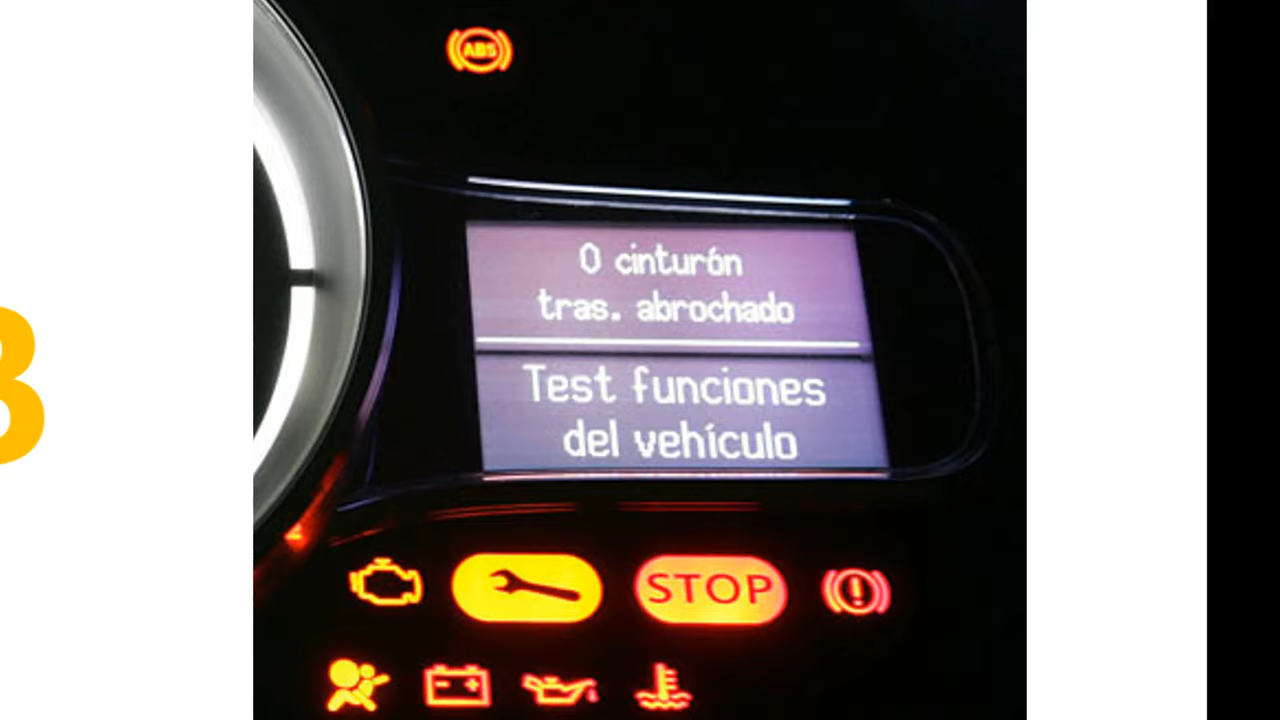 ABS
0 cinturón
tras. abrochado
Test funciones
del vehículo
STOP